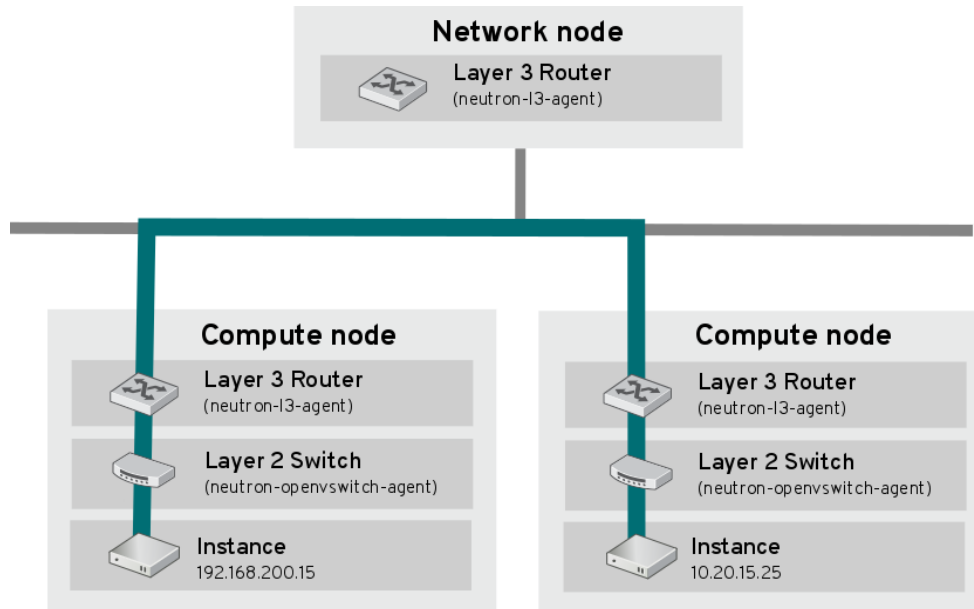 Network node
Layer 3 Router
(neutron-l3-agent)
Compute node
Layer 3 Router
(neutron-l3-agent)
Layer 2 Switch
(neutron-openvswitch-agent)
Instance
192.168.200.15
Compute node
Layer 3 Router
(neutron-l3-agent)
Layer 2 Switch
(neutron-openvswitch-agent)
Instance
10.20.15.25